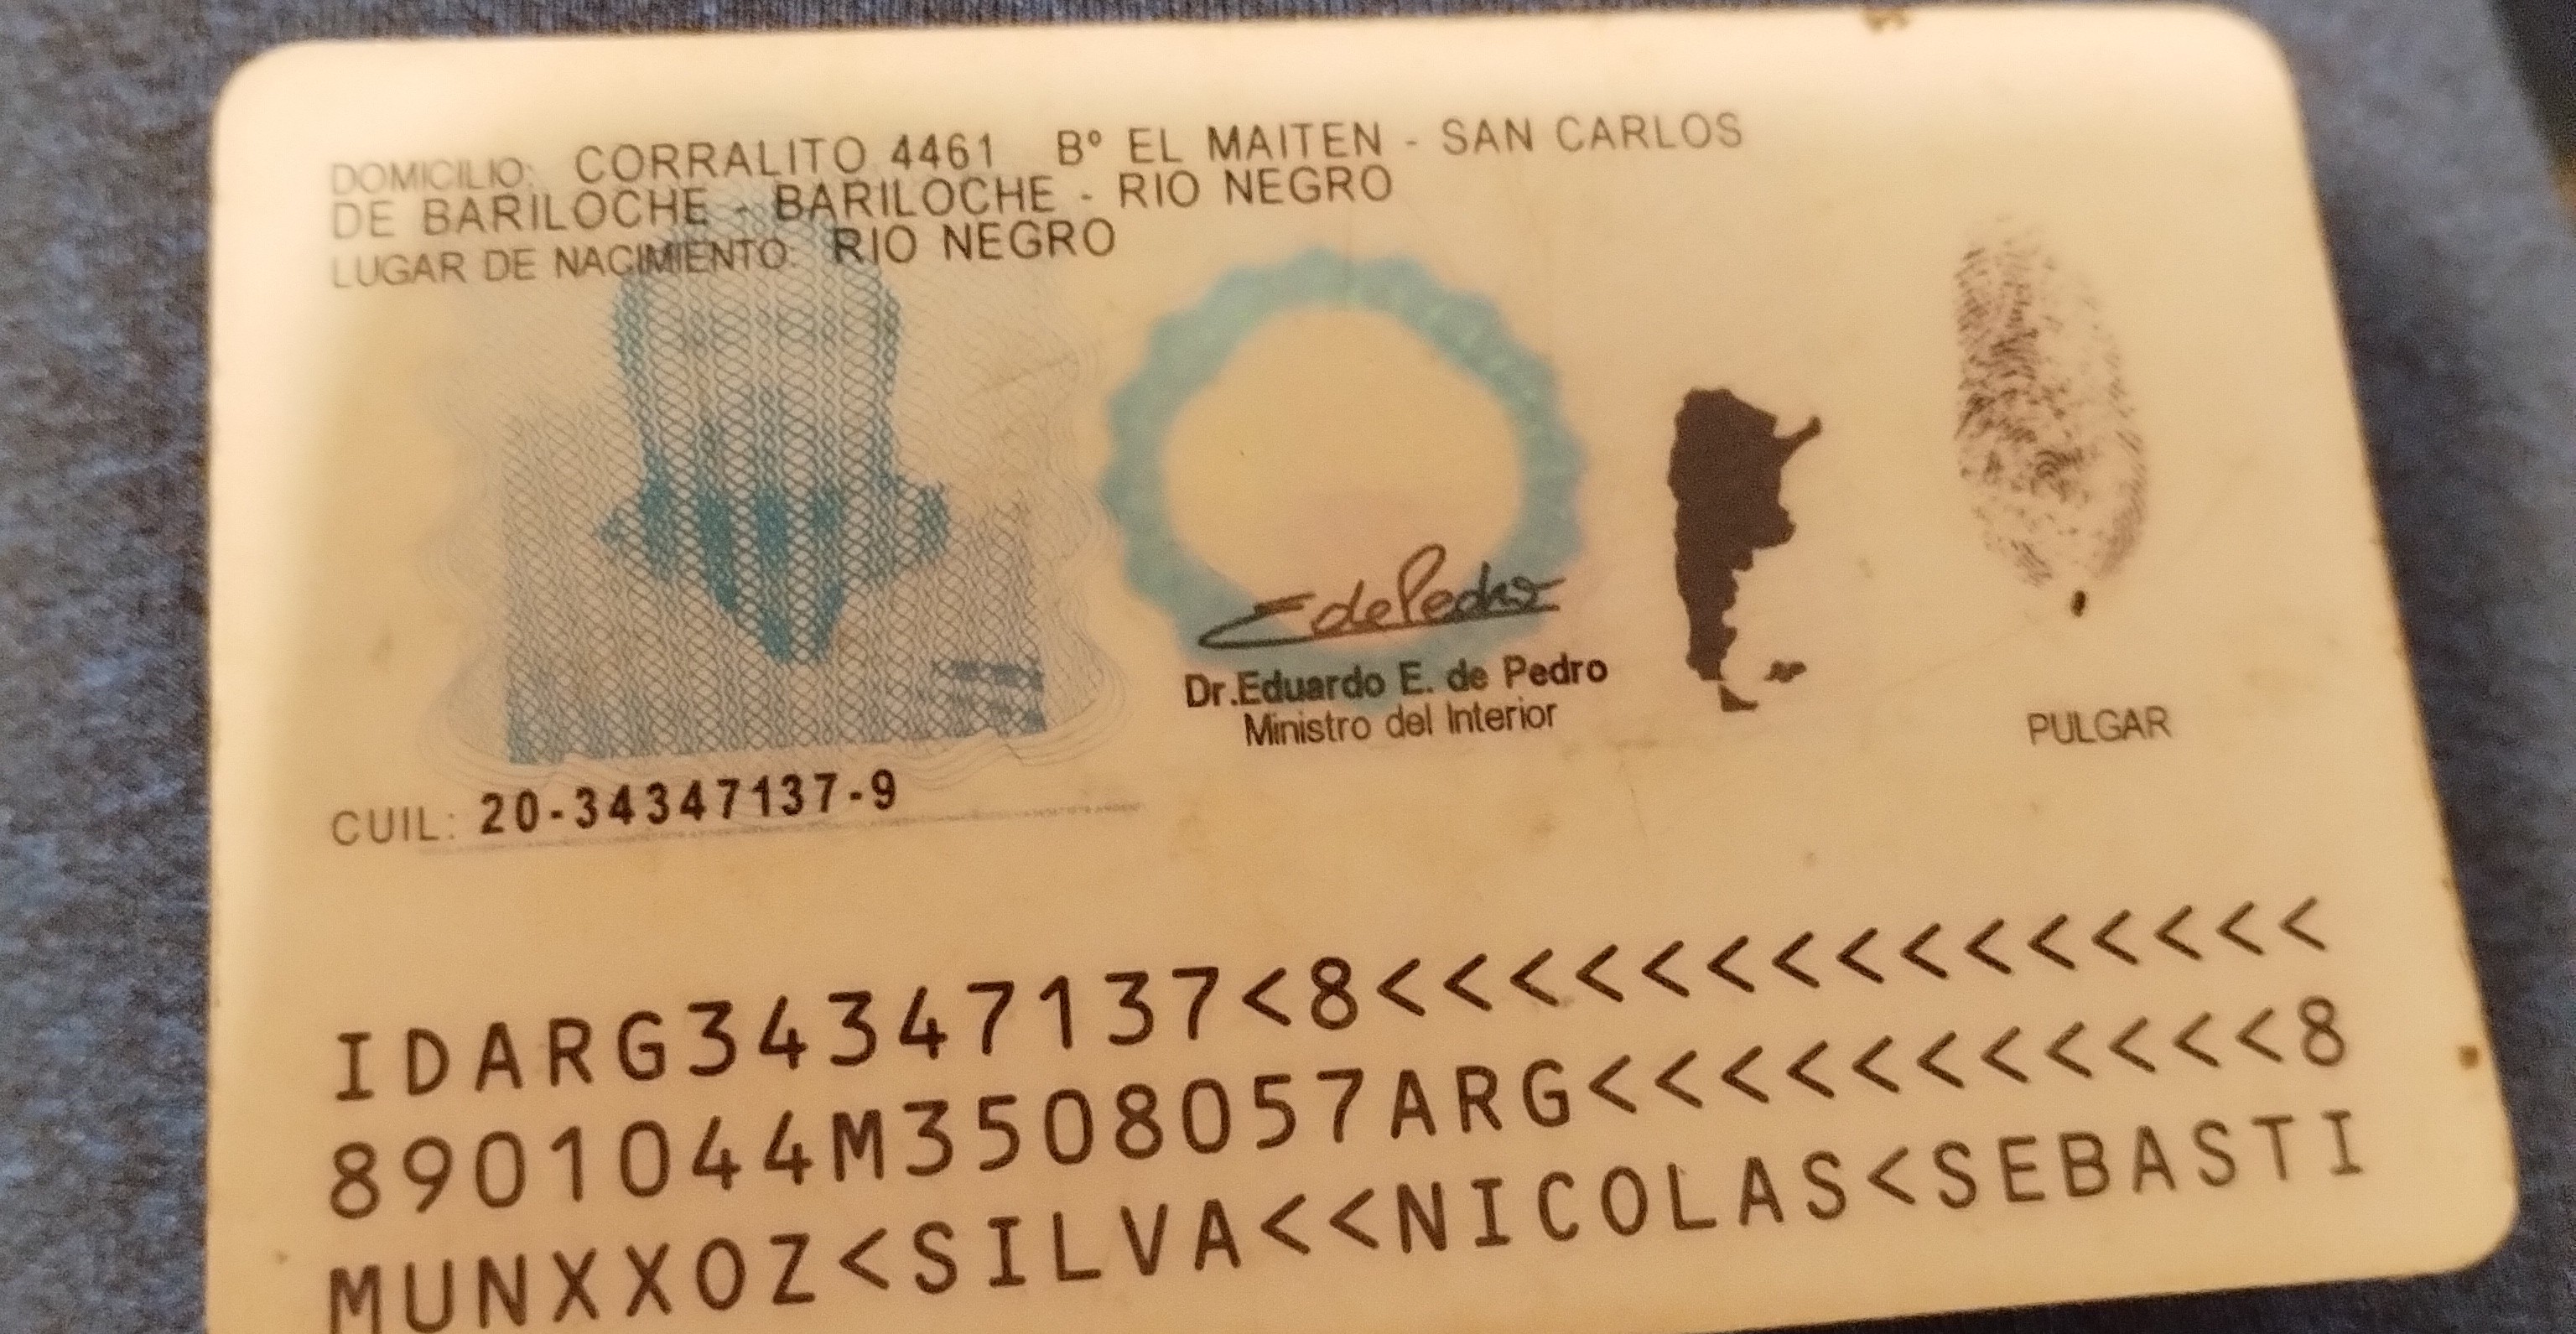 DOMICILIO: CORRALITO 4461 Bº EL MAITEN - SAN CARLOS
DE BARILOCHE - BARILOCHE - RIO NEGRO
LUGAR DE NACIMIENTO: RIO NEGRO
EdePedro
Dr.Eduardo E. de Pedro
Ministro del Interior
PULGAR
CUIL: 20-34347137-9
IDARG34347137<8<<<<<<<<<<<<<<<
8901044M3508057ARG<<<<<<<<<<<8
MUNXXOZ<SILVA<<NICOLAS<SEBASTI